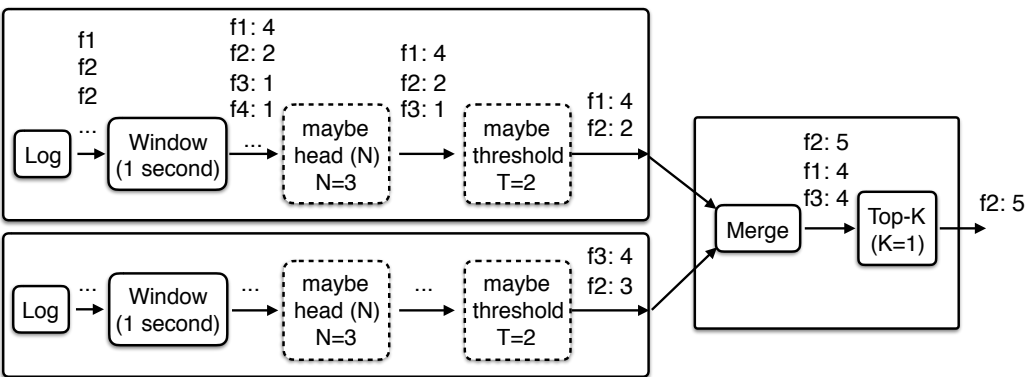 f1
f2
f2
...
Log
Window
(1 second)
f1: 4
f2: 2
f3: 1
f4: 1
...
maybe
head (N)
N=3
f1: 4
f2: 2
f3: 1
maybe
threshold
T=2
f1: 4
f2: 2
...
Log
Window
(1 second)
...
maybe
head (N)
N=3
...
maybe
threshold
T=2
f3: 4
f2: 3
Merge
f2: 5
f1: 4
f3: 4
Top-K
(K=1)
f2: 5